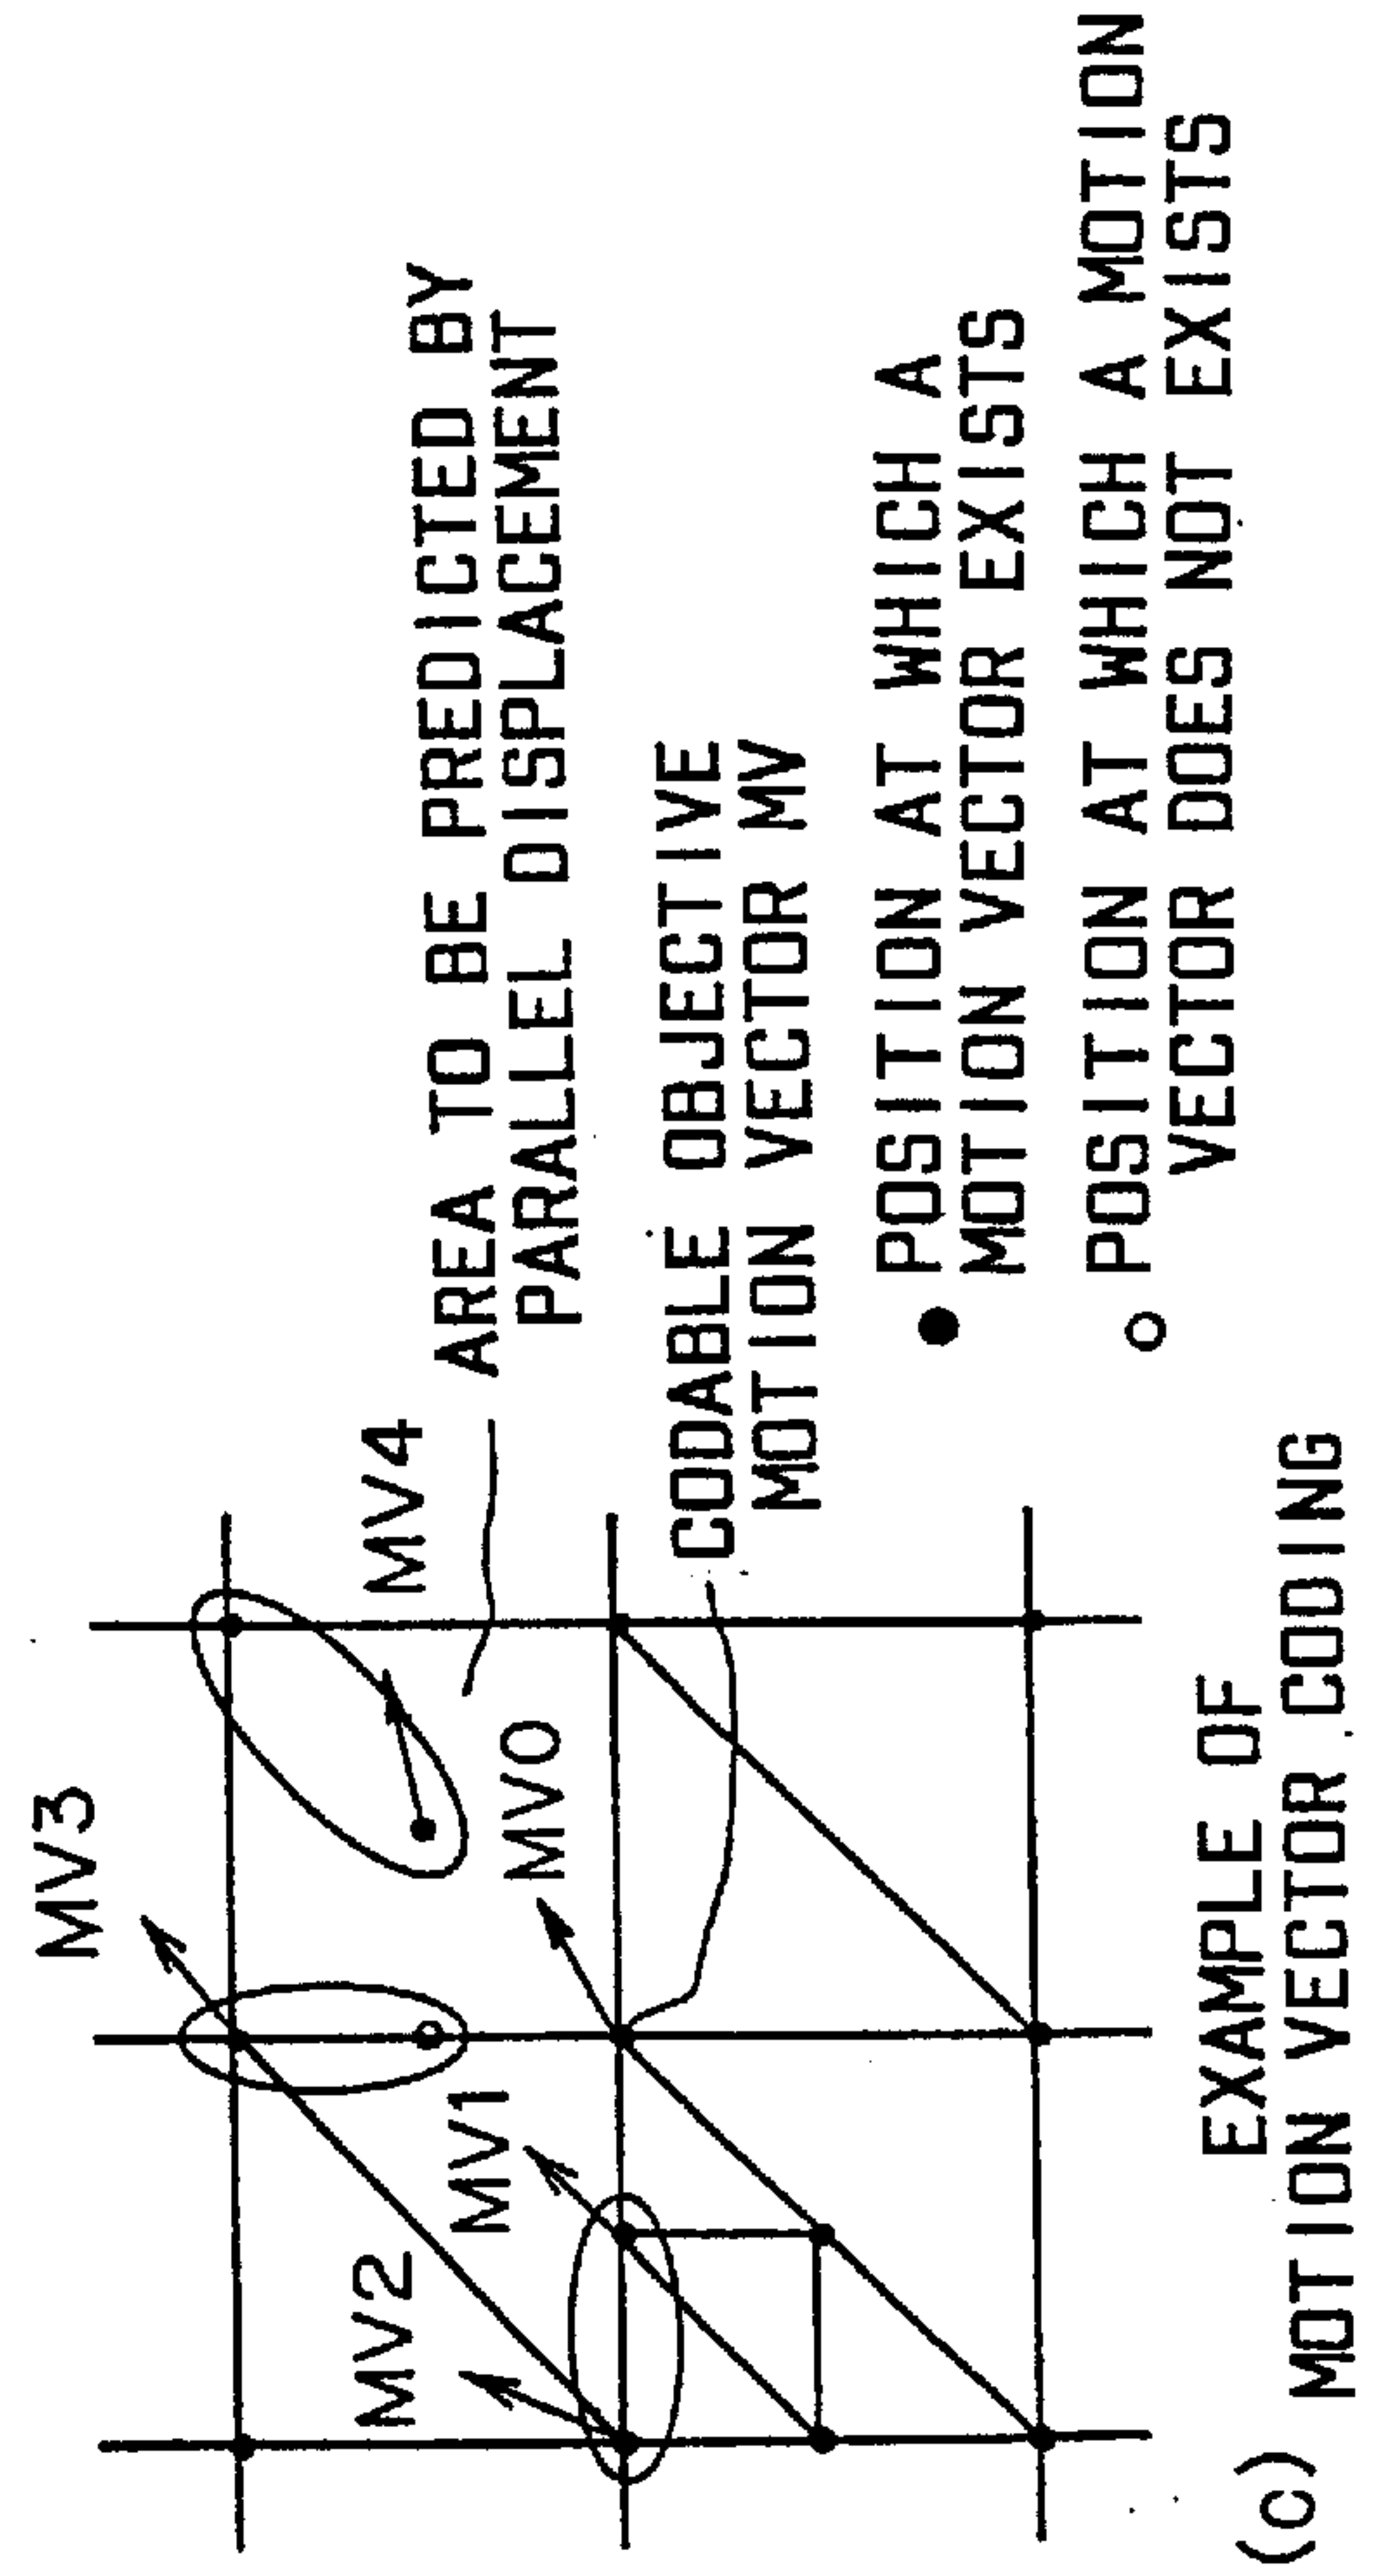 MV3
MV4
MV2
MV1
MV0
AREA TO BE PREDICTED BY
PARALLEL DISPLACEMENT
CODABLE OBJECTIVE
MOTION VECTOR MV
POSITION AT WHICH A
MOTION VECTOR EXISTS
POSITION AT WHICH A MOTION
VECTOR DOES NOT EXISTS
(c) EXAMPLE OF
MOTION VECTOR CODING